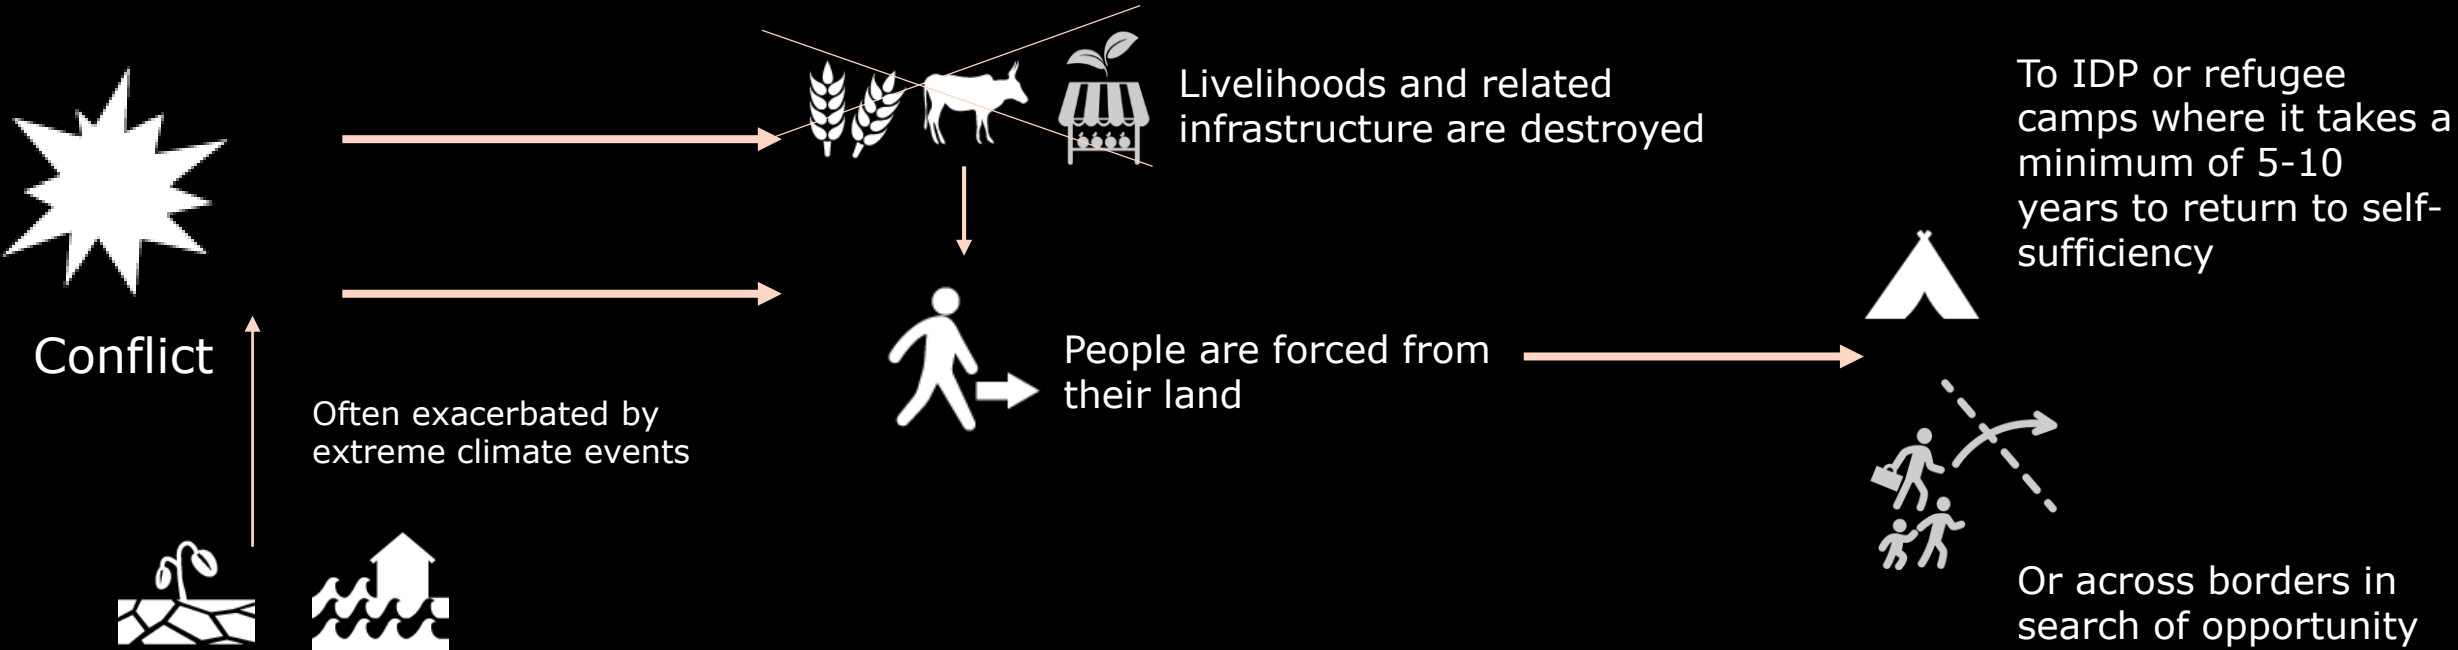 Conflict
Often exacerbated by
extreme climate events
Livelihoods and related
infrastructure are destroyed
People are forced from
their land
To IDP or refugee
camps where it takes a
minimum of 5-10
years to return to self-
sufficiency
Or across borders in
search of opportunity